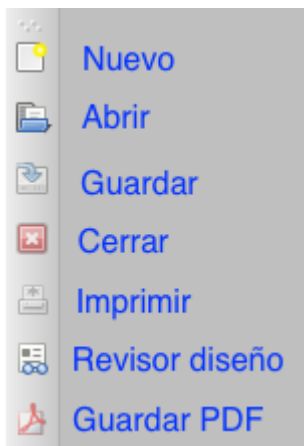 Nuevo
Abrir
Guardar
Cerrar
Imprimir
Revisor diseño
Guardar PDF